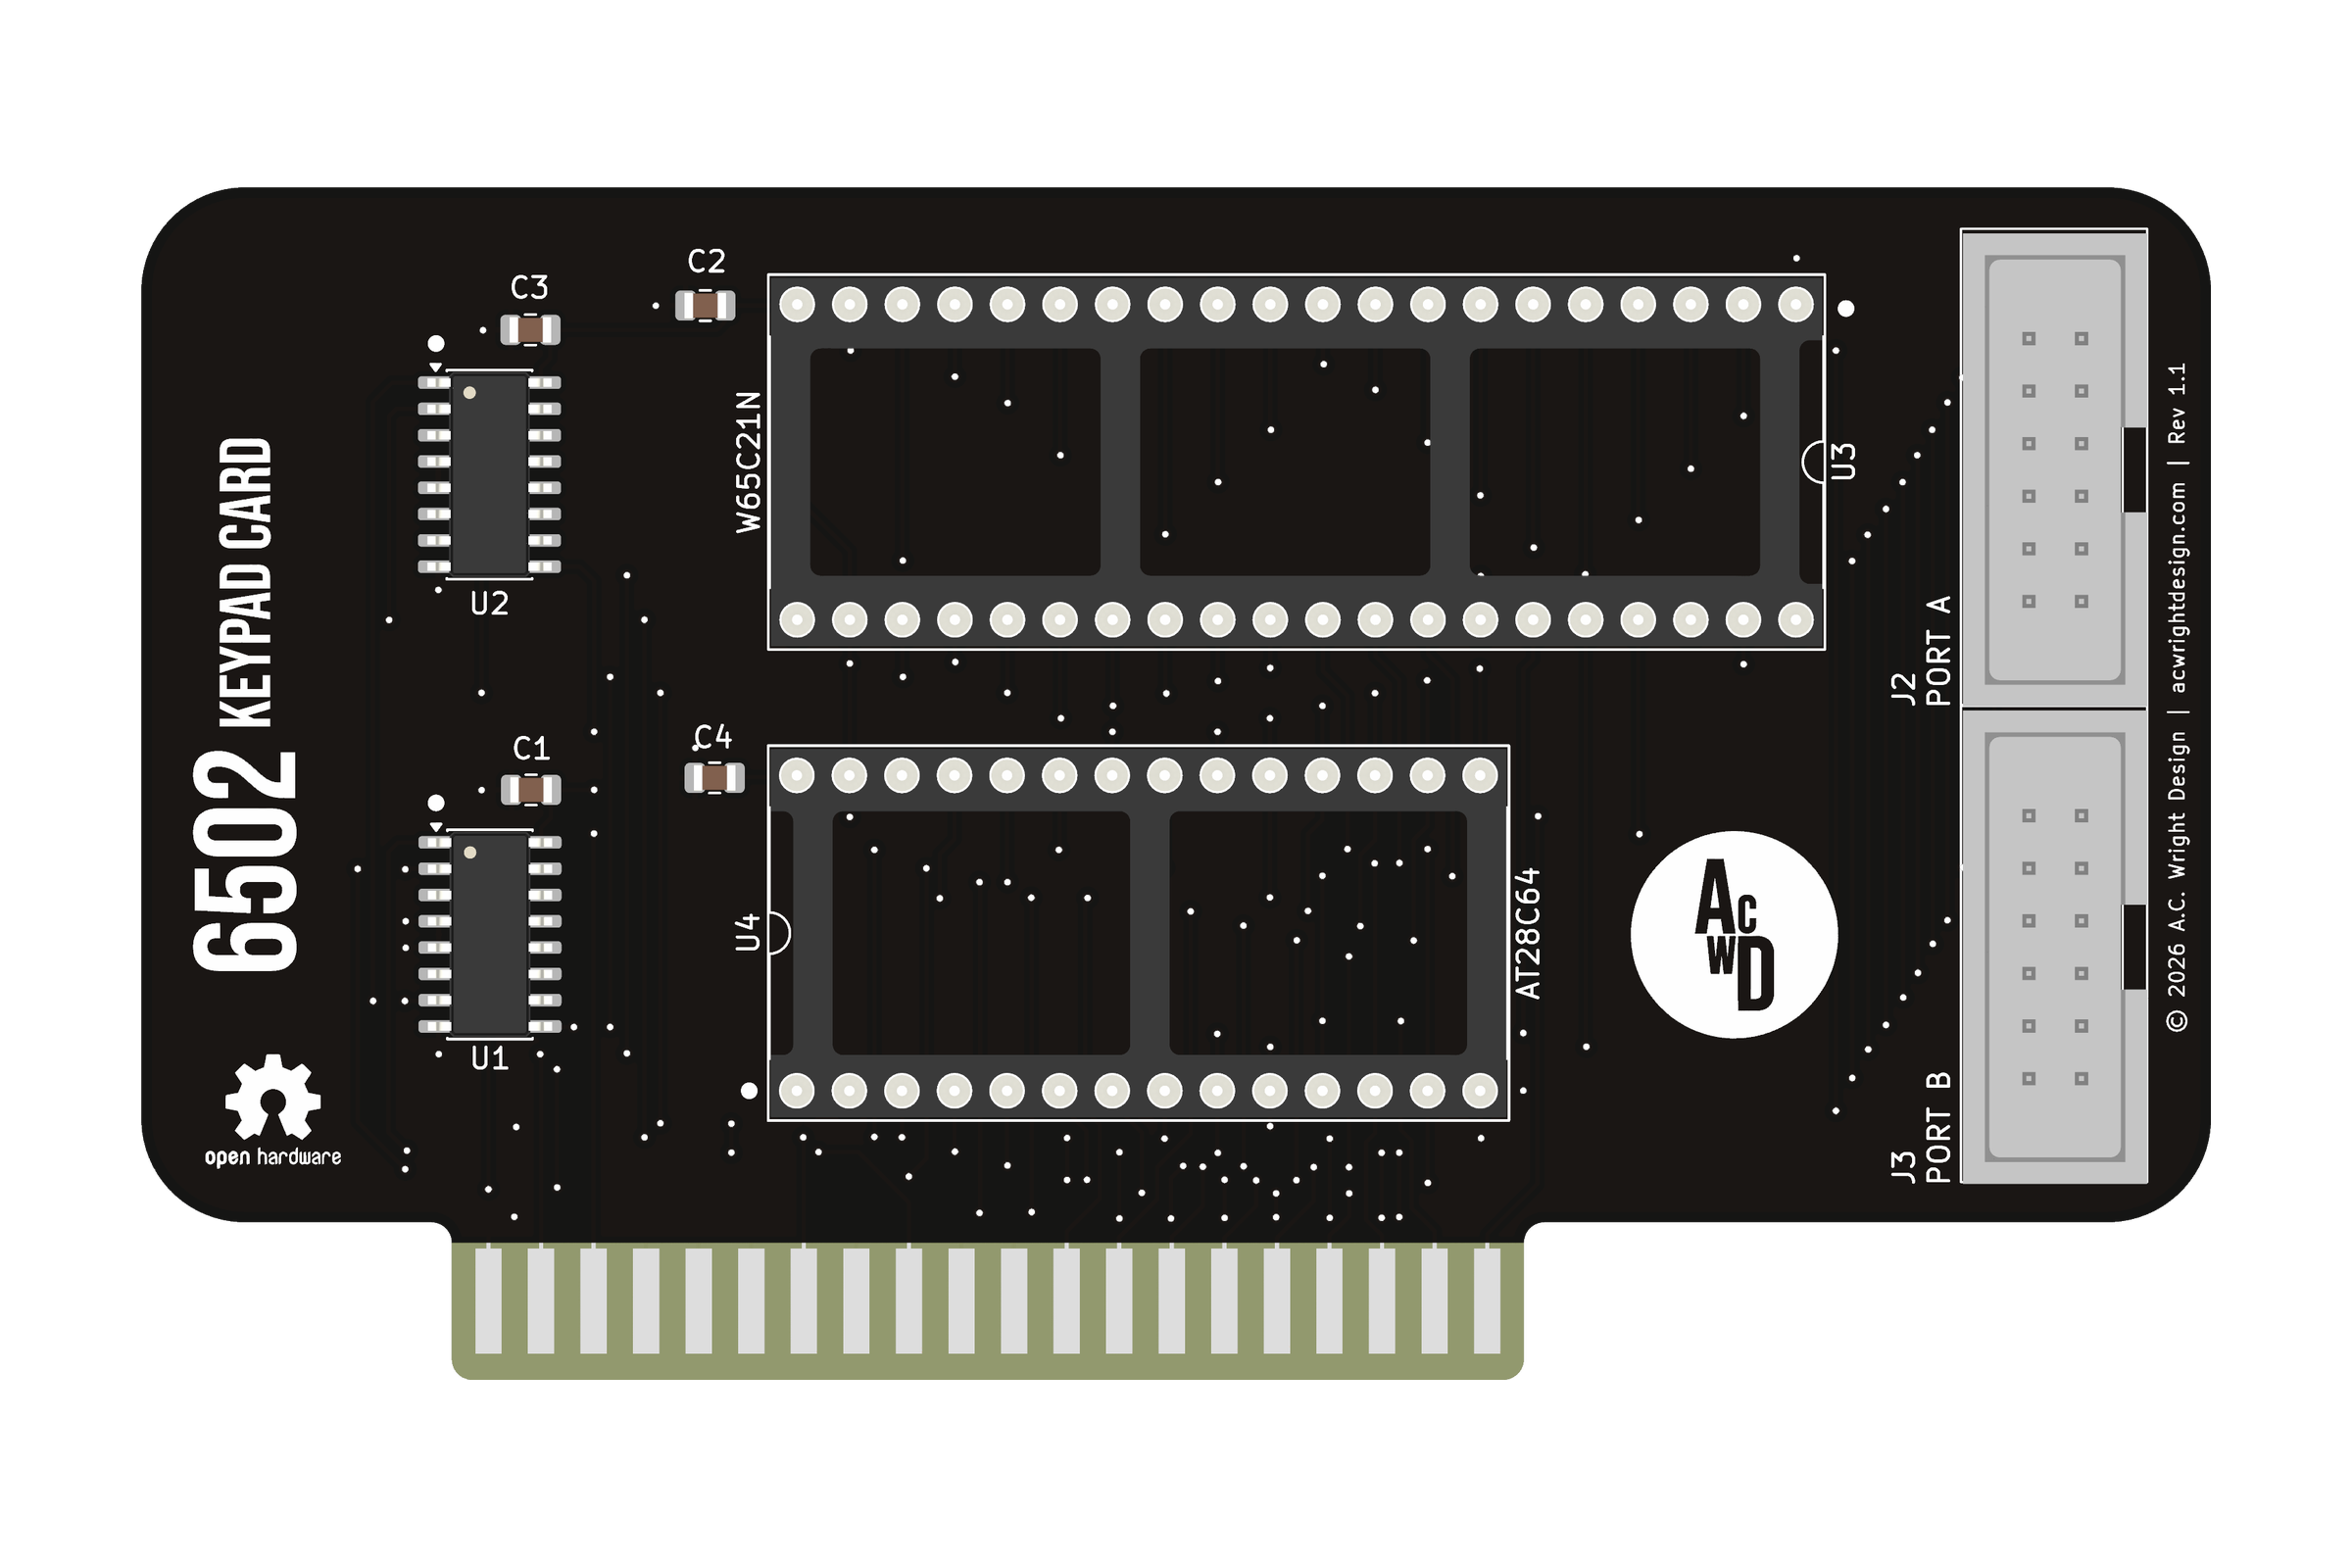 6502 KEYPAD CARD
open hardware
C3
C2
U2
W65C21N
U3
C1
C4
U1
U4
AT28C64
ACWD
J2
PORT A
J3
PORT B
© 2026 A.C. Wright Design | acwrightdesign.com | Rev 1.1